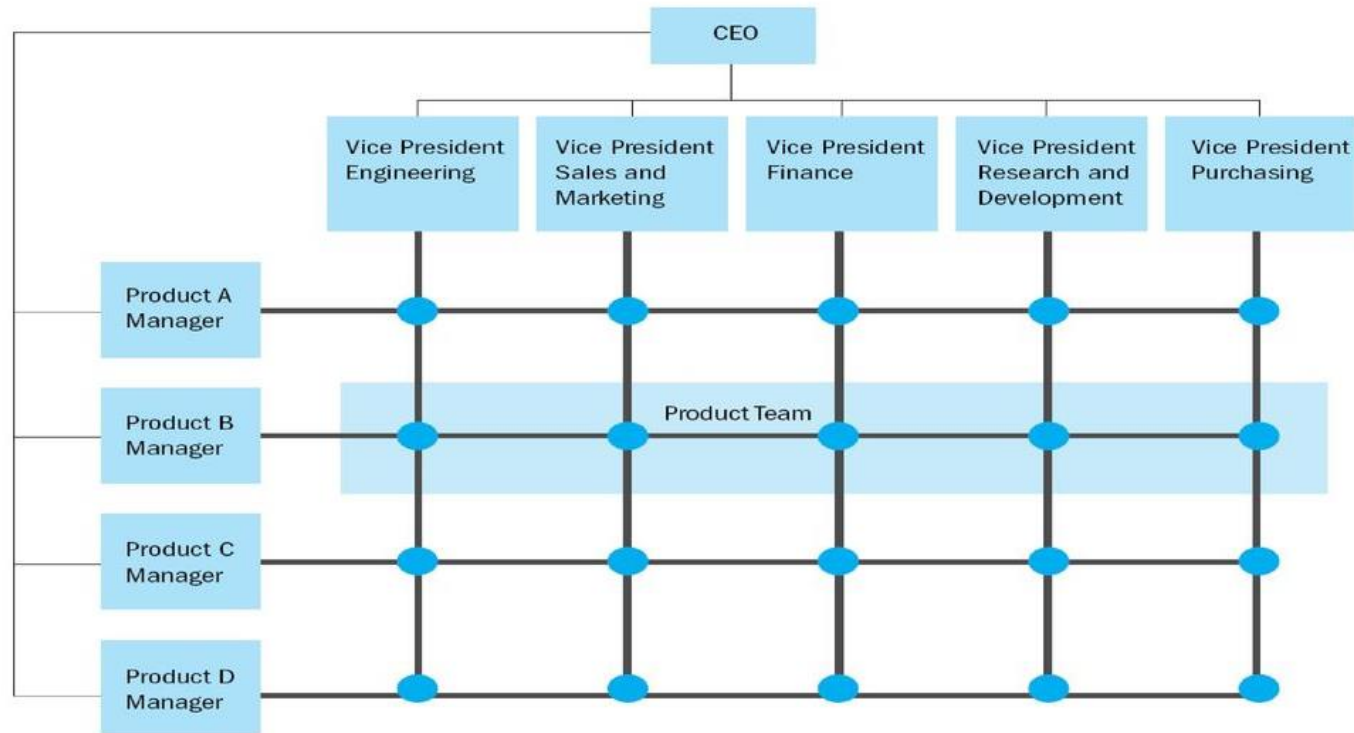 CEO
Vice President
Engineering
Vice President
Sales and
Marketing
Vice President
Finance
Vice President
Research and
Development
Vice President
Purchasing
Product A
Manager
Product B
Manager
Product Team
Product C
Manager
Product D
Manager